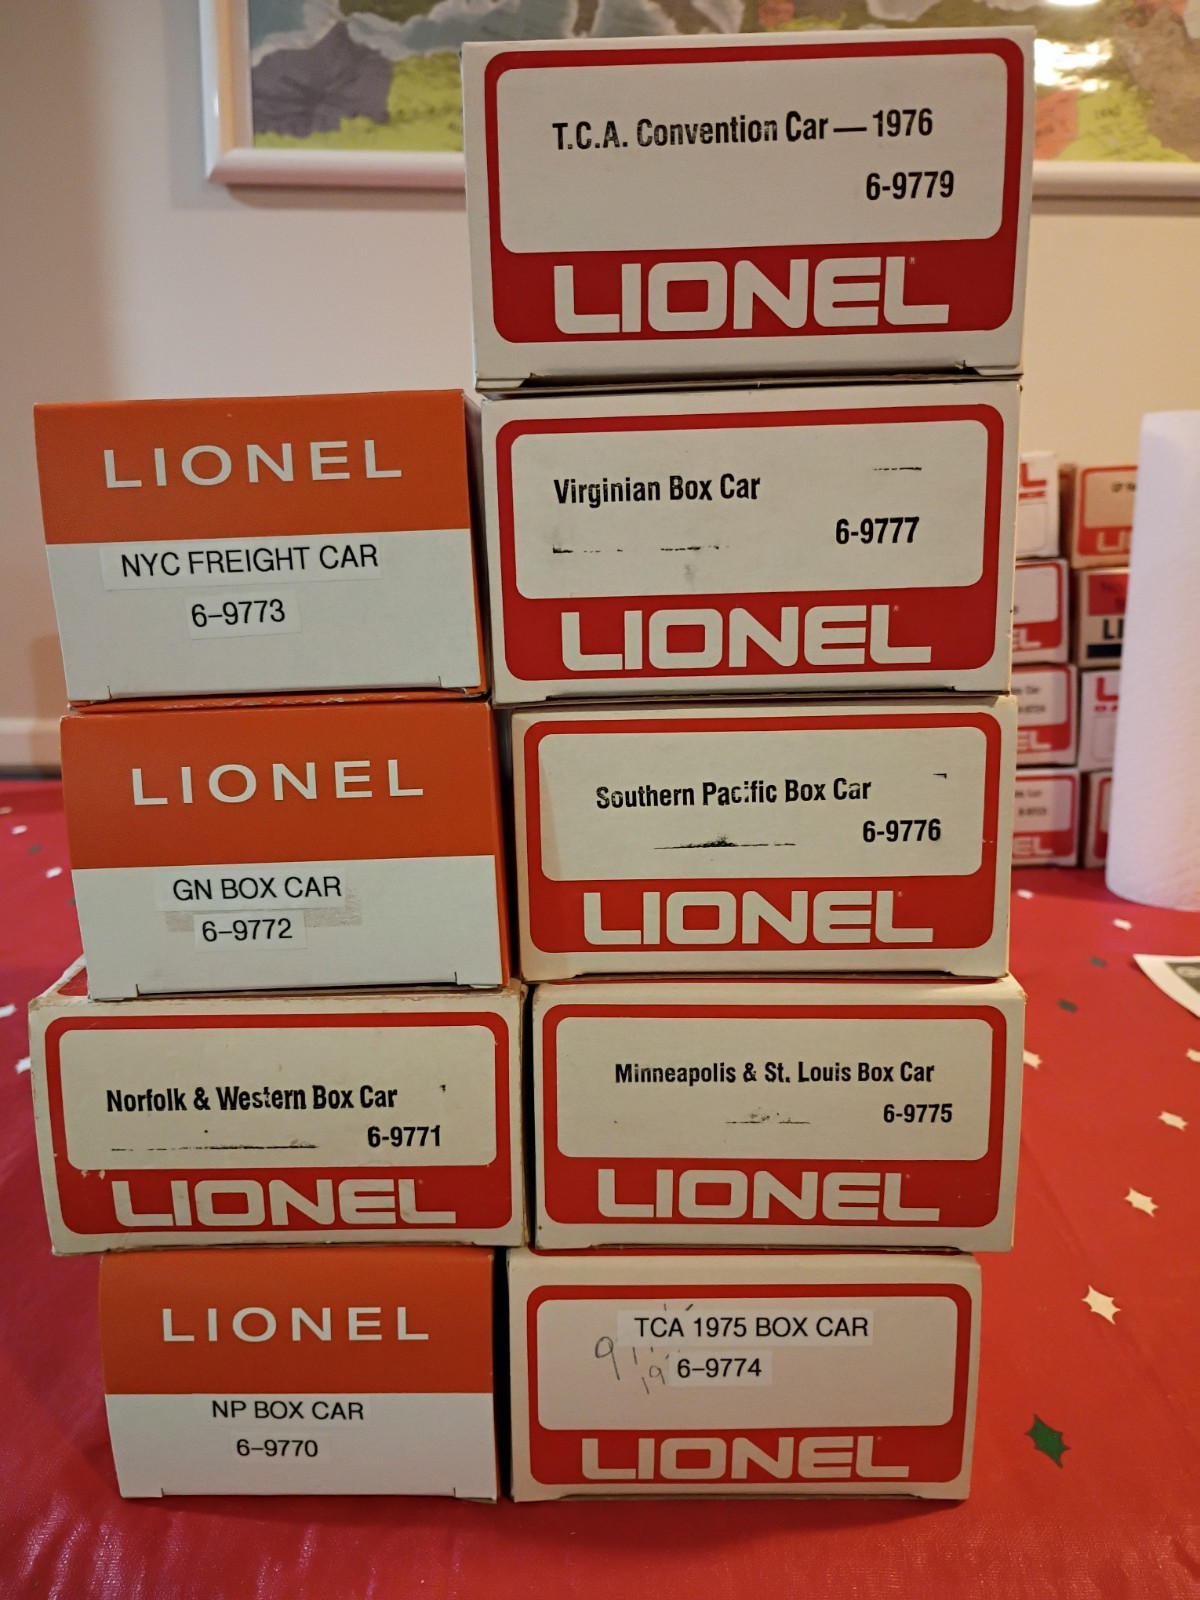 T.C.A. Convention Car — 1976
6-9779
LIONEL
LIONEL
NYC FREIGHT CAR
6-9773
Virginian Box Car
6-9777
LIONEL
LIONEL
GN BOX CAR
6-9772
Southern Pacific Box Car
6-9776
LIONEL
Norfolk & Western Box Car
6-9771
LIONEL
Minneapolis & St. Louis Box Car
6-9775
LIONEL
LIONEL
NP BOX CAR
6-9770
TCA 1975 BOX CAR
6-9774
LIONEL